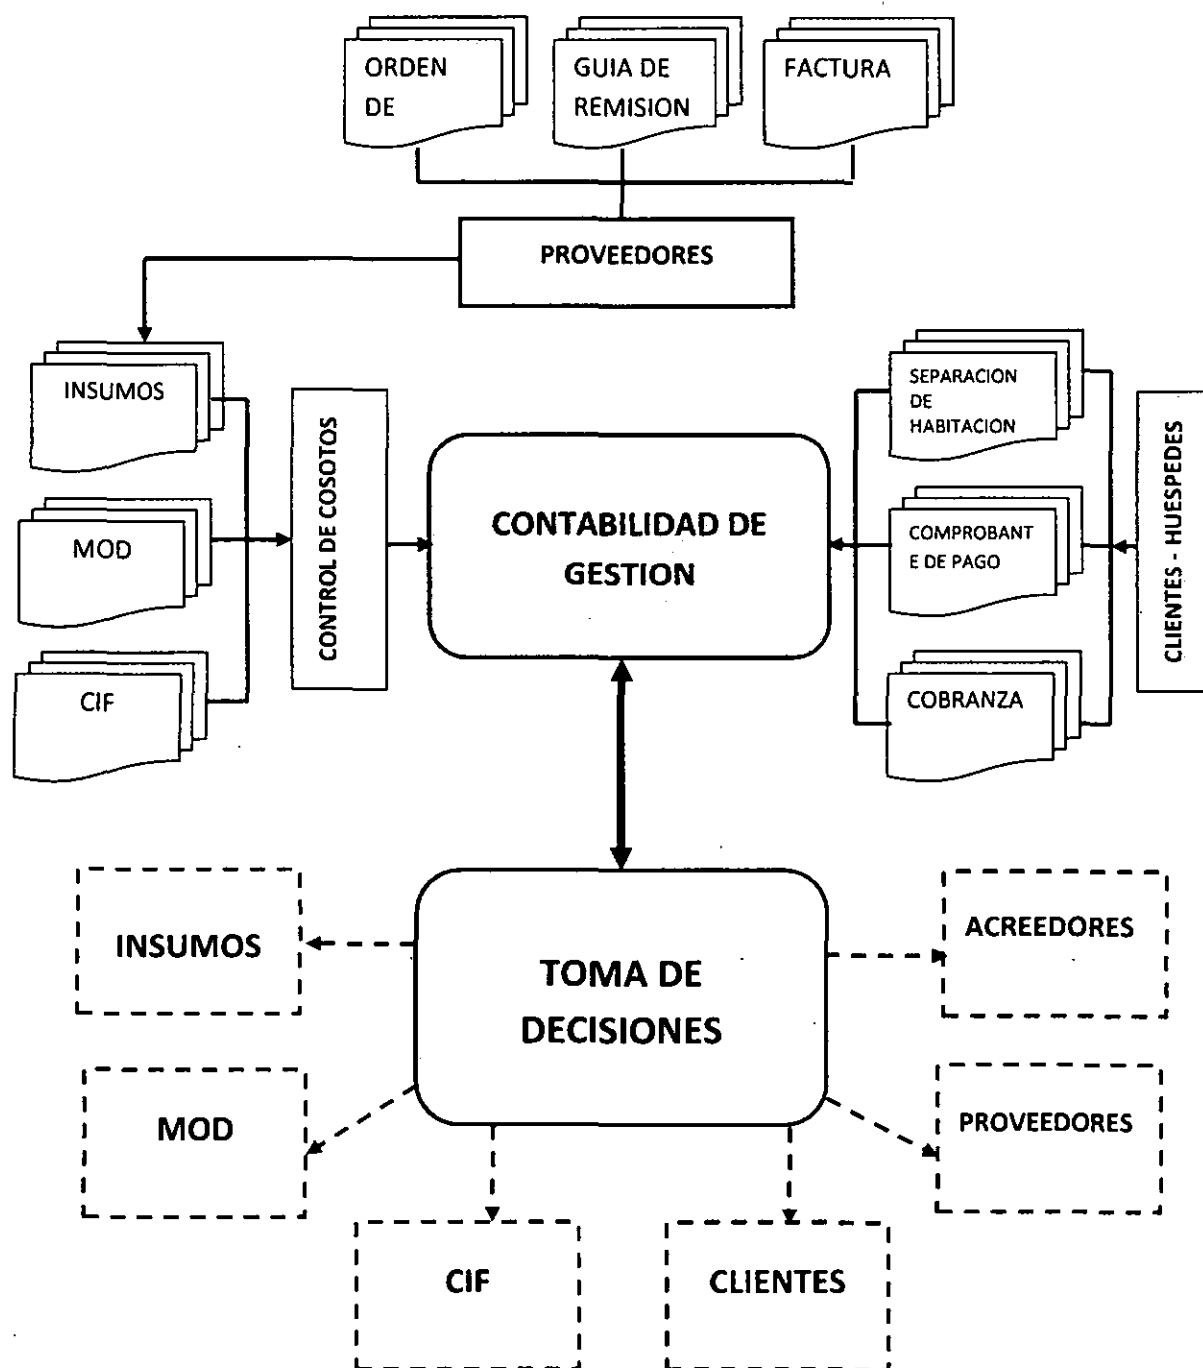 ORDEN
DE
GUIA DE
REMISION
FACTURA
PROVEEDORES
INSUMOS
MOD
CIF
CONTROL DE COSOTOS
CONTABILIDAD DE
GESTION
SEPARACION
DE
HABITACION
COMPROBANT
E DE PAGO
COBRANZA
CLIENTES - HUESPEDES
TOMA DE
DECISIONES
INSUMOS
MOD
CIF
CLIENTES
ACREEDORES
PROVEEDORES